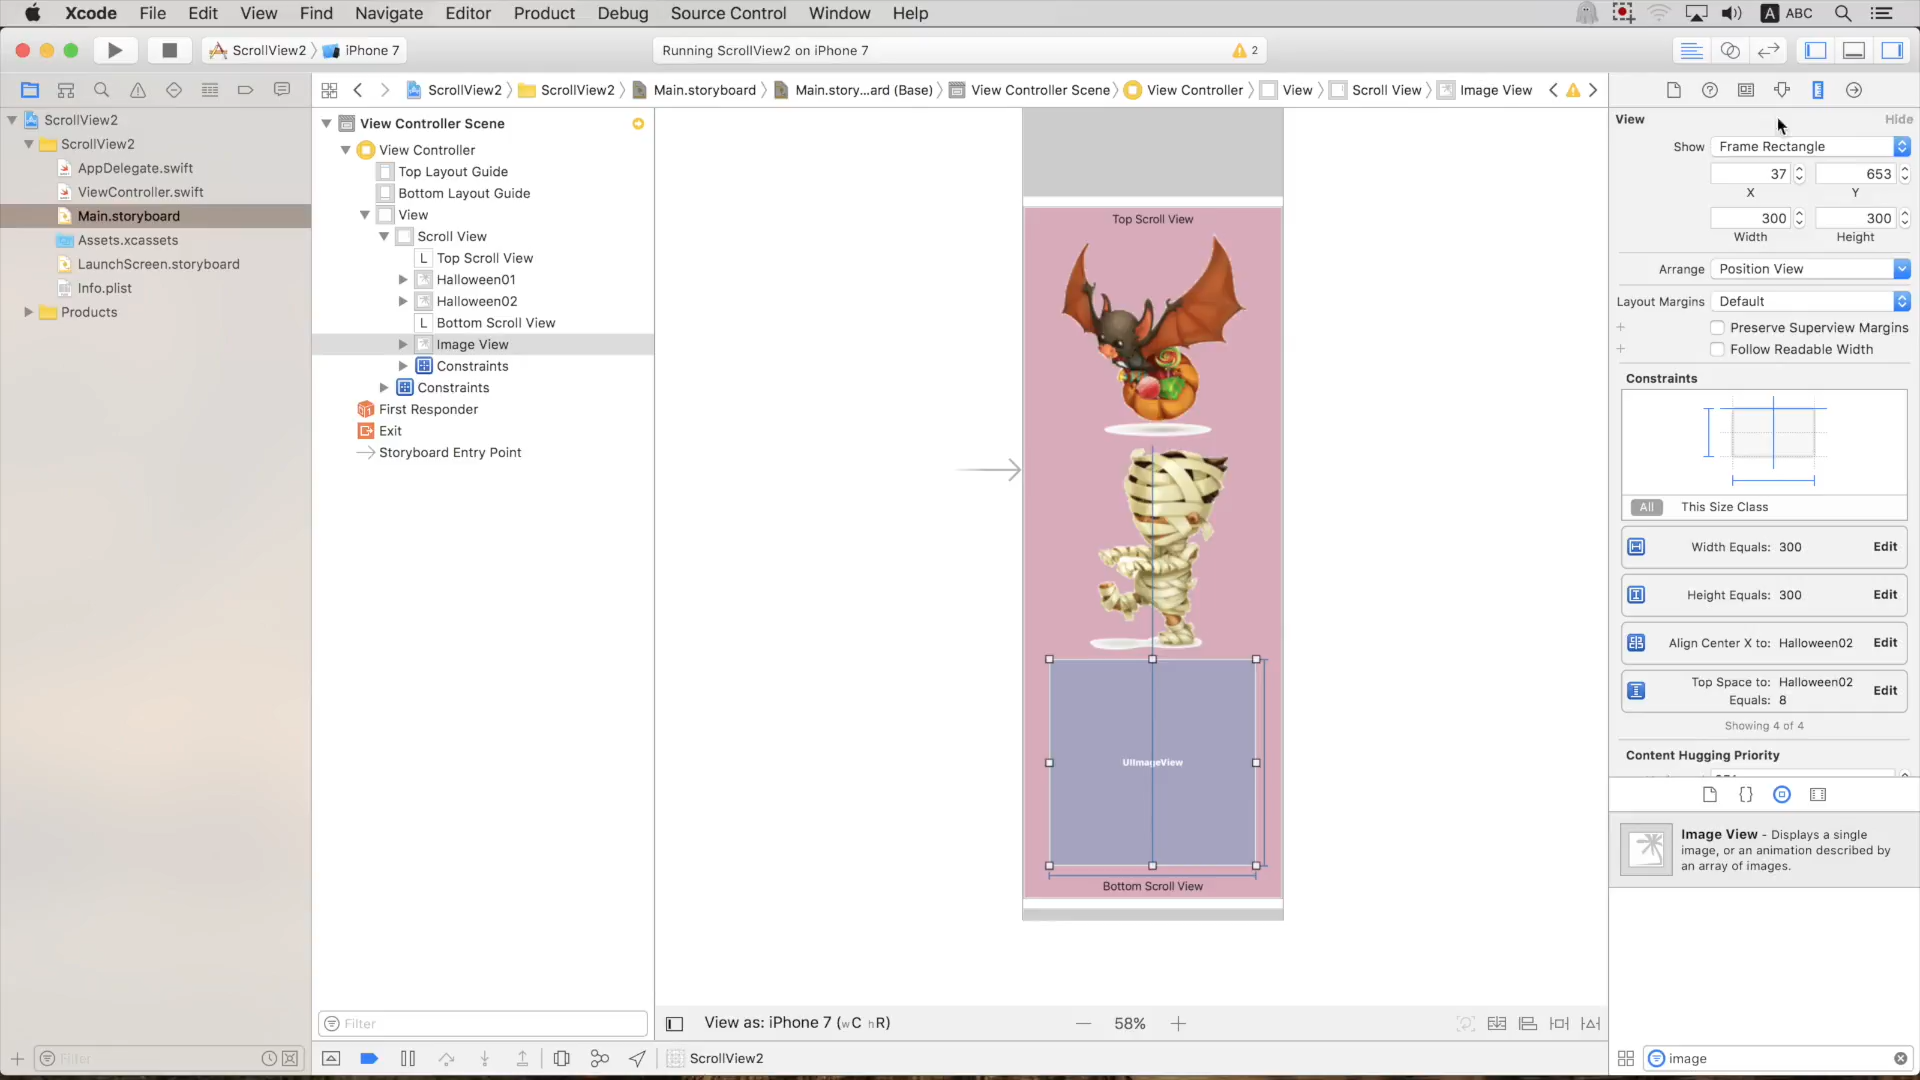 Xcode File Edit View Find Navigate Editor Product Debug Source Control Window Help
A ABC
ScrollView2 iPhone 7
Running ScrollView2 on iPhone 7
2
ScrollView2 ScrollView2 Main.storyboard Main.story...ard (Base) View Controller Scene View Controller View Scroll View Image View
ScrollView2
ScrollView2
AppDelegate.swift
ViewController.swift
Main.storyboard
Assets.xcassets
LaunchScreen.storyboard
Info.plist
Products
Filter
View Controller Scene
View Controller
Top Layout Guide
Bottom Layout Guide
View
Scroll View
L Top Scroll View
Halloween01
Halloween02
L Bottom Scroll View
Image View
Constraints
Constraints
First Responder
Exit
Storyboard Entry Point
Filter
Top Scroll View
UIImageView
Bottom Scroll View
View as: iPhone 7 (wC hR)
58%
ScrollView2
View Hide
Show Frame Rectangle
37 653
X Y
300 300
Width Height
Arrange Position View
Layout Margins Default
Preserve Superview Margins
Follow Readable Width
Constraints
All This Size Class
Width Equals: 300 Edit
Height Equals: 300 Edit
Align Center X to: Halloween02 Edit
Top Space to: Halloween02
Equals: 8 Edit
Showing 4 of 4
Content Hugging Priority
Image View - Displays a single
image, or an animation described by
an array of images.
image